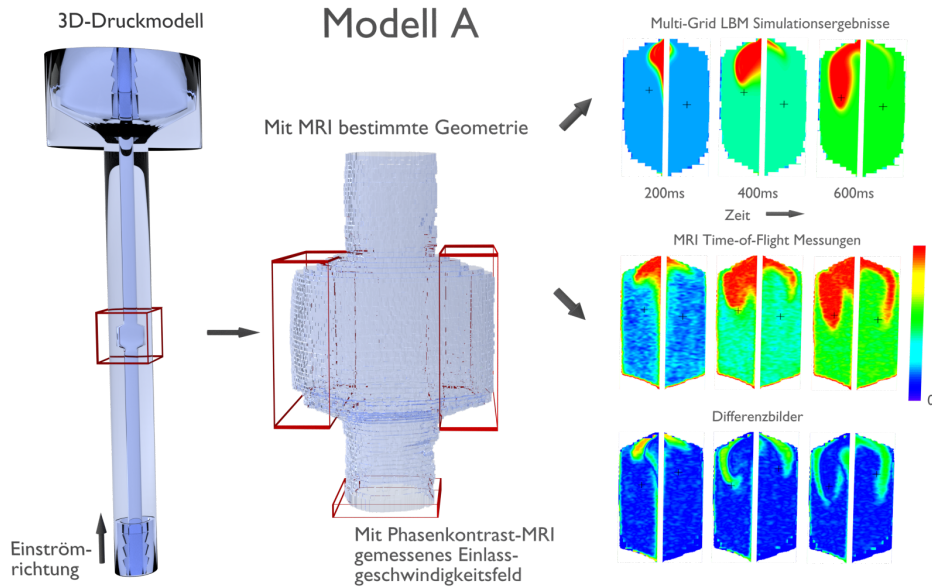 Modell A
3D-Druckmodell
Einström-
richtung
Mit MRI bestimmte Geometrie
Mit Phasenkontrast-MRI
gemessenes Einlass-
geschwindigkeitsfeld
Multi-Grid LBM Simulationsergebnisse
200ms 400ms 600ms
Zeit
MRI Time-of-Flight Messungen
0
Differenzbilder